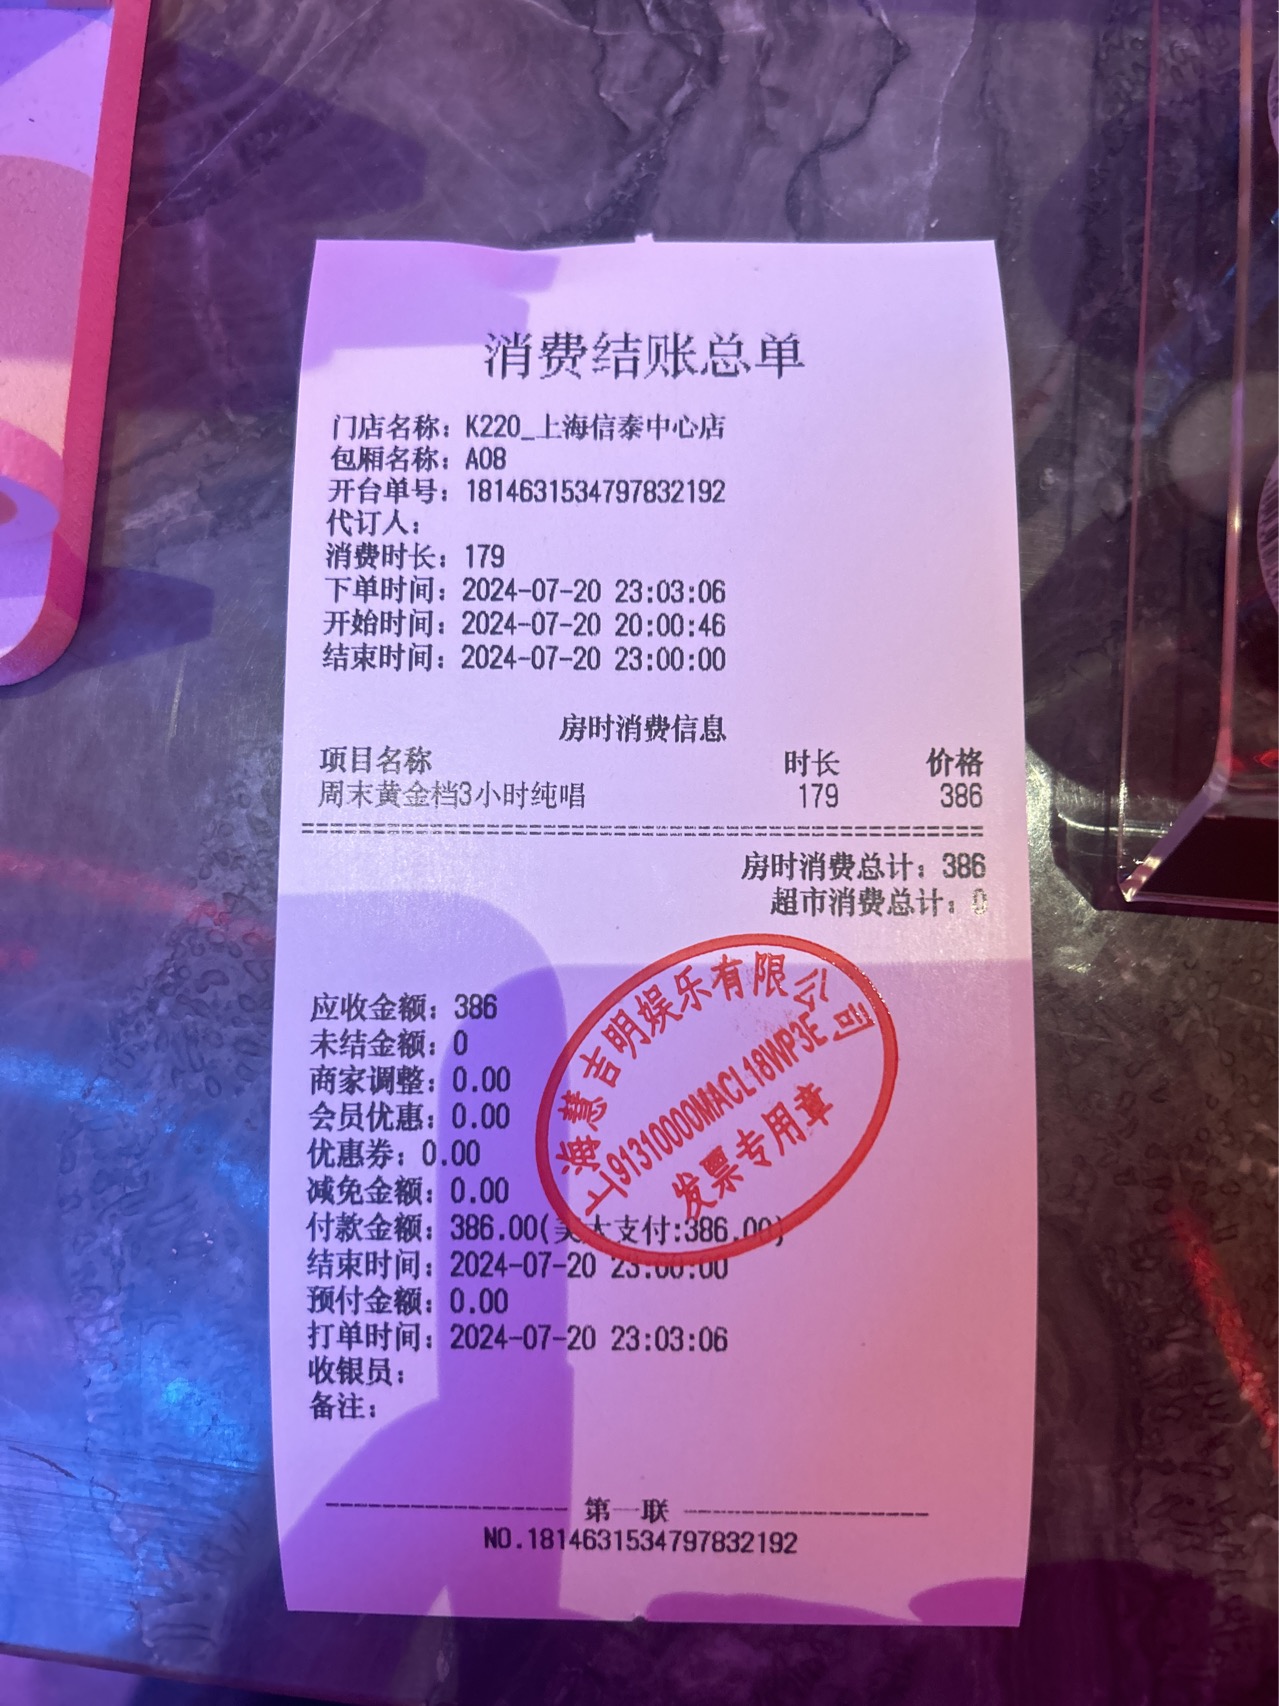 消费结账总单
门店名称：K220_上海信泰中心店
包厢名称：A08
开台单号：1814631534797832192
代订人：
消费时长：179
下单时间：2024-07-20 23:03:06
开始时间：2024-07-20 20:00:46
结束时间：2024-07-20 23:00:00
房时消费信息
项目名称 时长 价格
周末黄金档3小时纯唱 179 386
房时消费总计：386
超市消费总计：0
应收金额：386
未结金额：0
商家调整：0.00
会员优惠：0.00
优惠券：0.00
减免金额：0.00
付款金额：386.00(美大支付:386.00)
结束时间：2024-07-20 23:00:00
预付金额：0.00
打单时间：2024-07-20 23:03:06
收银员：
备注：
上海慧吉明娱乐有限公司
91310000MACL18WP3E
发票专用章
第一联
NO.1814631534797832192